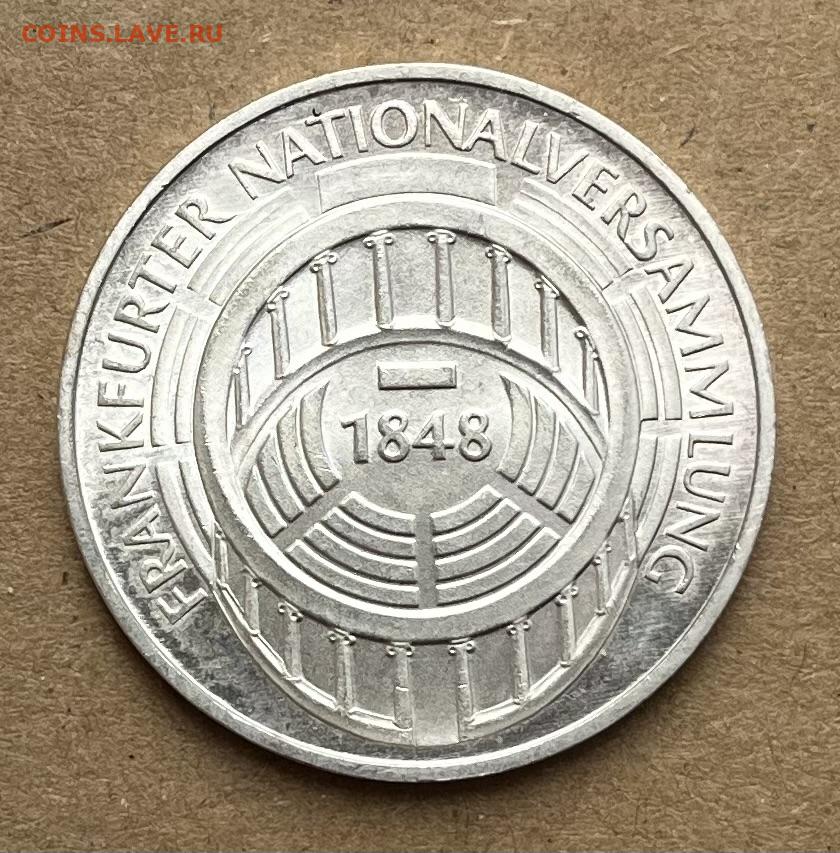 COINS.LAVE.RU
FRANKFURTER NATIONALVERSAMMLUNG
1848